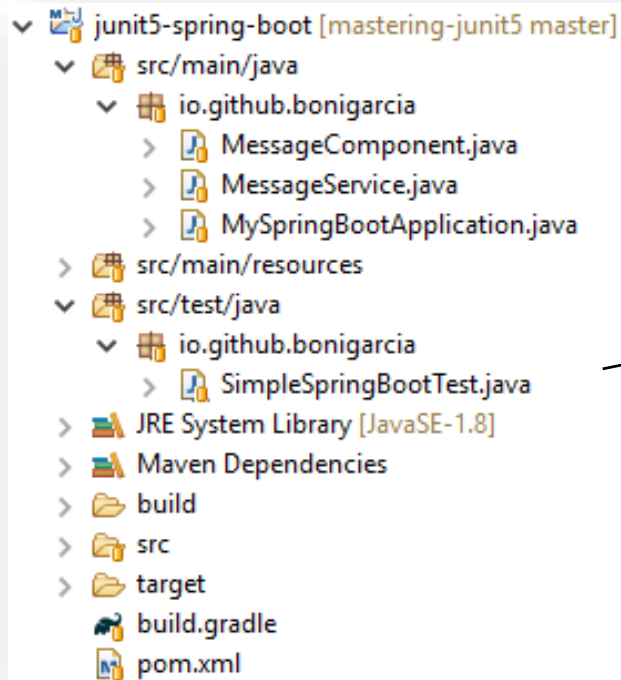 junit5-spring-boot [mastering-junit5 master]
src/main/java
io.github.bonigarcia
MessageComponent.java
MessageService.java
MySpringBootApplication.java
src/main/resources
src/test/java
io.github.bonigarcia
SimpleSpringBootTest.java
JRE System Library [JavaSE-1.8]
Maven Dependencies
build
src
target
build.gradle
pom.xml